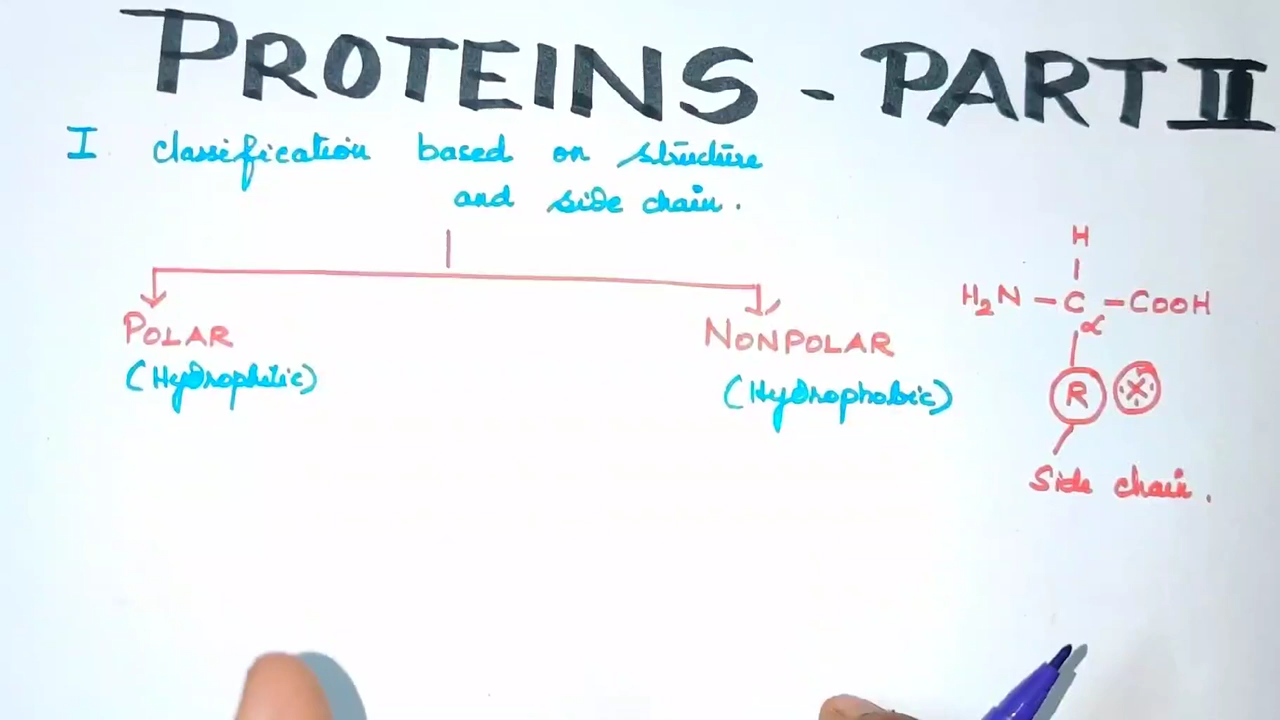 PROTEINS - PART II
I classification based on structure
and side chain.
POLAR
(Hydrophilic)
NONPOLAR
(Hydrophobic)
H
H₂N - C - COOH
α
R
Side chain.